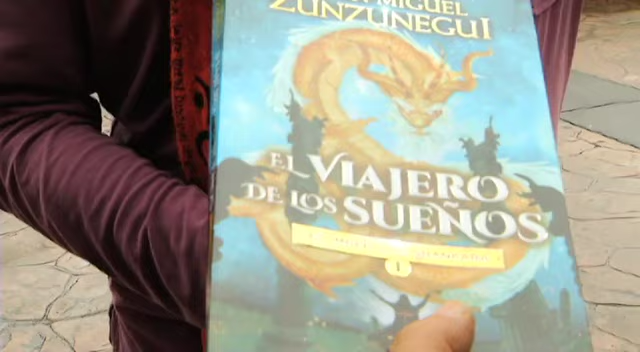 MIGUEL
ZUNZUNEGUI
EL VIAJERO
DE LOS SUEÑOS
1